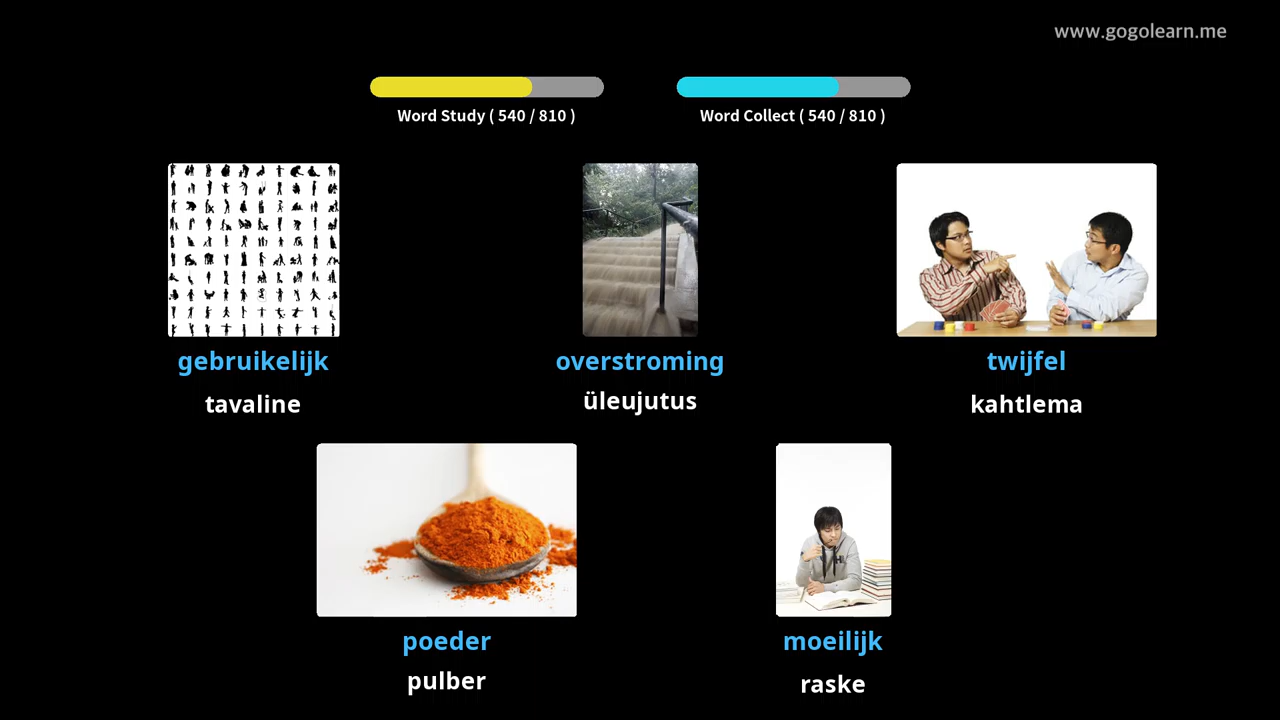 www.gogolearn.me
Word Study ( 540 / 810 )
Word Collect ( 540 / 810 )
gebruikelijk
tavaline
overstroming
üleujutus
twijfel
kahtlema
poeder
pulber
moeilijk
raske